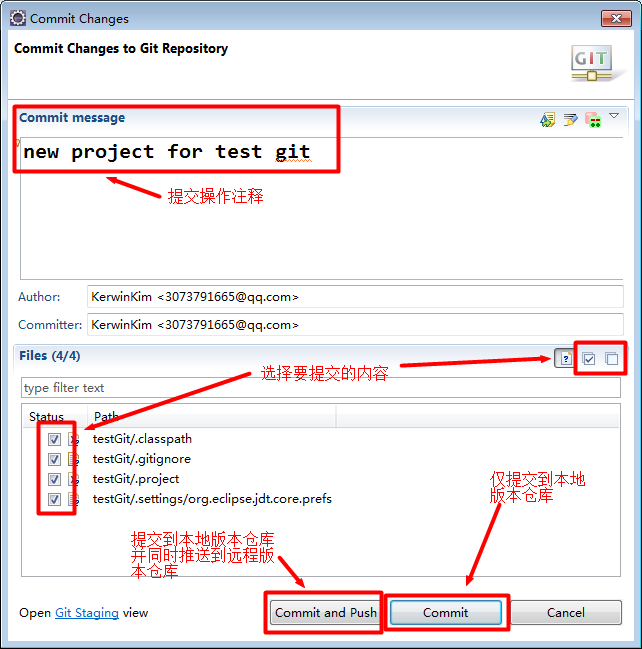 Commit Changes
Commit Changes to Git Repository
GIT
Commit message
new project for test git
提交操作注释
Author:
KerwinKim <3073791665@qq.com>
Committer:
KerwinKim <3073791665@qq.com>
Files (4/4)
选择要提交的内容
type filter text
Status
Path
testGit/.classpath
testGit/.gitignore
testGit/.project
testGit/.settings/org.eclipse.jdt.core.prefs
仅提交到本地
版本仓库
提交到本地版本仓库
并同时推送到远程版
本仓库
Open Git Staging view
Commit and Push
Commit
Cancel